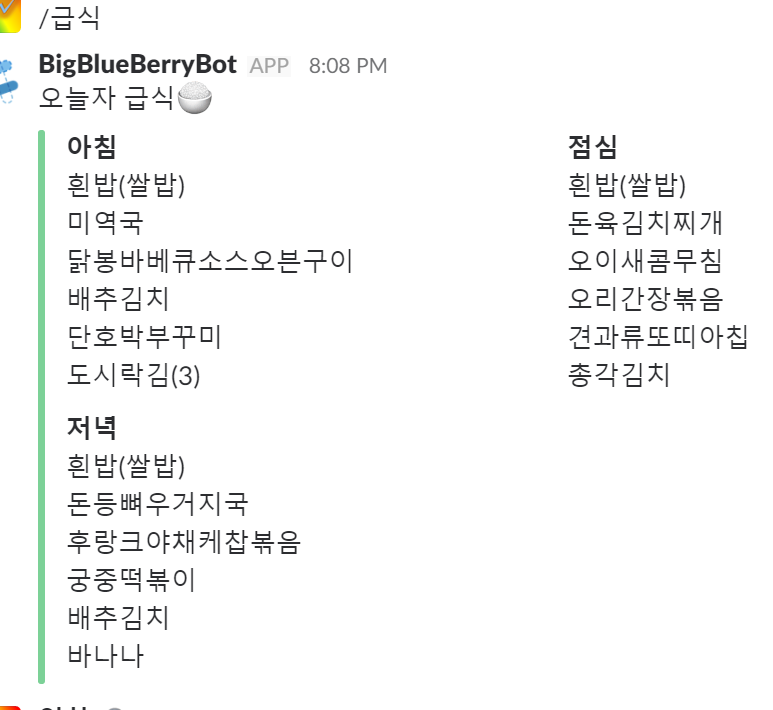 /급식
BigBlueBerryBot APP 8:08 PM
오늘자 급식🍚
아침
흰밥(쌀밥)
미역국
닭봉바베큐소스오븐구이
배추김치
단호박부꾸미
도시락김(3)
점심
흰밥(쌀밥)
돈육김치찌개
오이새콤무침
오리간장볶음
견과류또띠아칩
총각김치
저녁
흰밥(쌀밥)
돈등뼈우거지국
후랑크야채케찹볶음
궁중떡볶이
배추김치
바나나